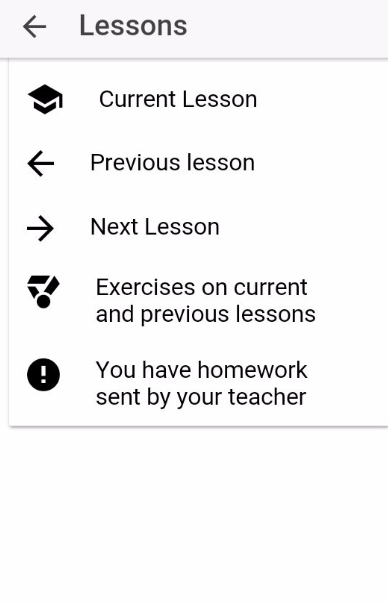 Lessons
Current Lesson
Previous lesson
Next Lesson
Exercises on current
and previous lessons
You have homework
sent by your teacher